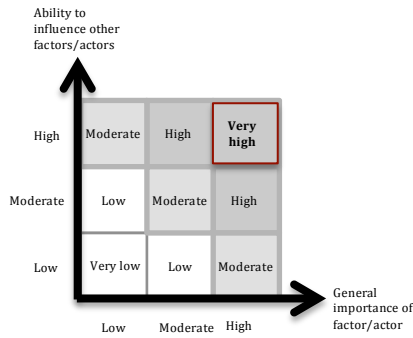 Ability to
influence other
factors/actors
High
Moderate
High
Very
high
Moderate
Low
Moderate
High
Low
Very low
Low
Moderate
General
importance of
factor/actor
Low
Moderate
High